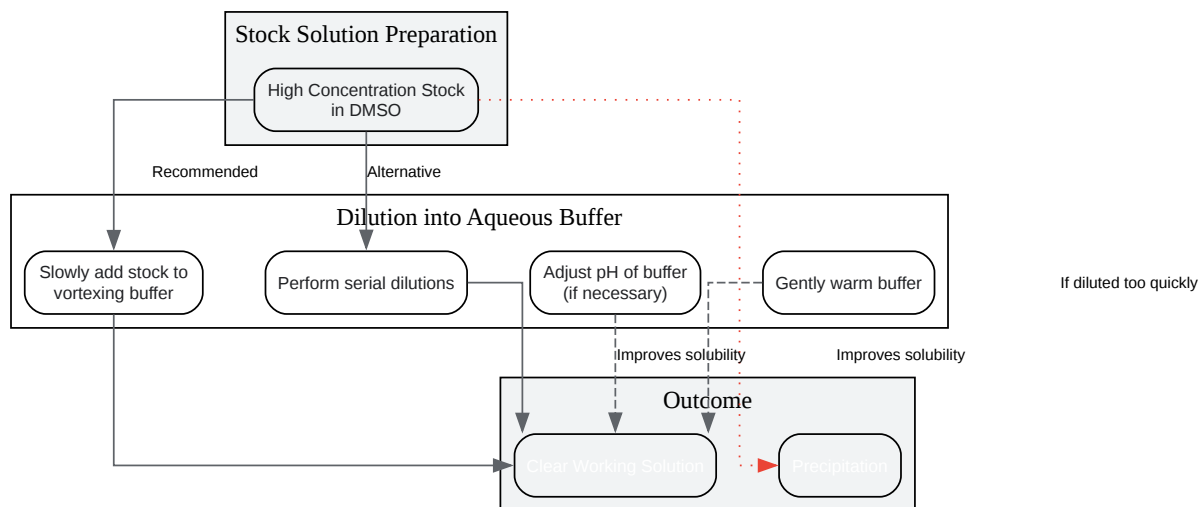 Stock Solution Preparation
High Concentration Stock
in DMSO
Recommended
Alternative
Dilution into Aqueous Buffer
Slowly add stock to
vortexing buffer
Perform serial dilutions
Adjust pH of buffer
(if necessary)
Gently warm buffer
If diluted too quickly
Improves solubility
Improves solubility
Outcome
Clear Working Solution
Precipitation